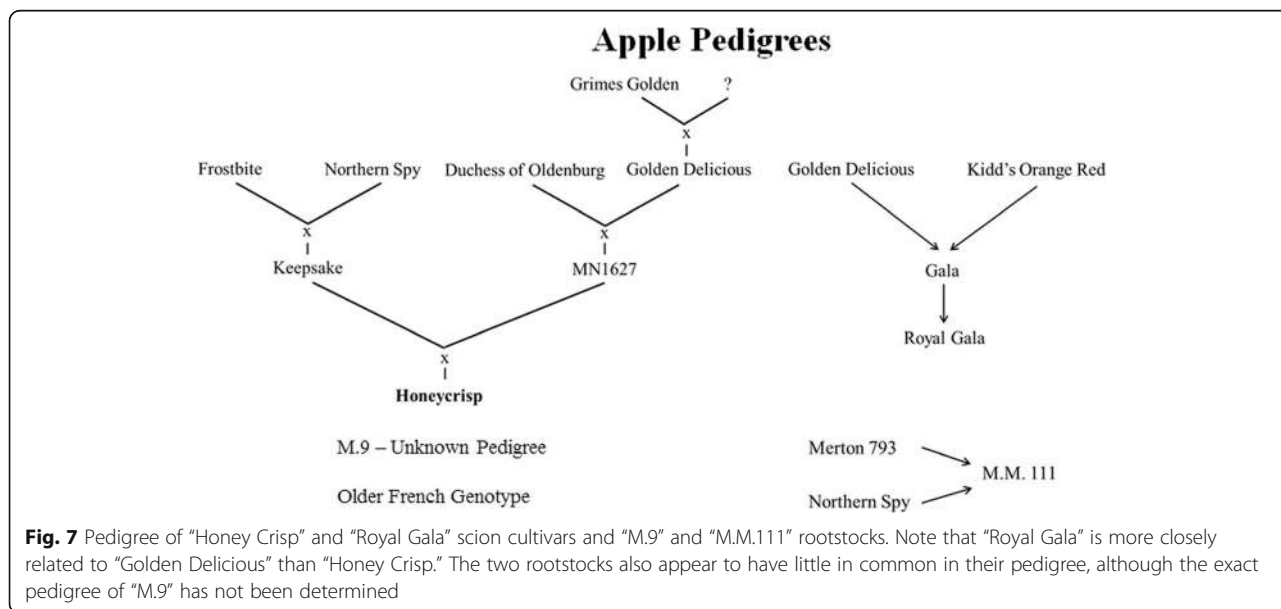 Apple Pedigrees
Grimes Golden ?
x
Frostbite Northern Spy Duchess of Oldenburg Golden Delicious Golden Delicious Kidd's Orange Red
x x
Keepsake MN1627 Gala
Royal Gala
x
Honeycrisp
M.9 – Unknown Pedigree Merton 793
M.M. 111
Older French Genotype Northern Spy
Fig. 7 Pedigree of “Honey Crisp” and “Royal Gala” scion cultivars and “M.9” and “M.M.111” rootstocks. Note that “Royal Gala” is more closely
related to “Golden Delicious” than “Honey Crisp.” The two rootstocks also appear to have little in common in their pedigree, although the exact
pedigree of “M.9” has not been determined